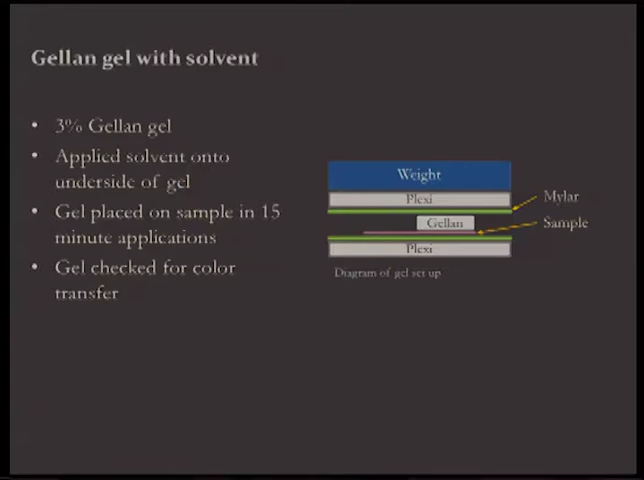 Gellan gel with solvent
• 3% Gellan gel
• Applied solvent onto
underside of gel
• Gel placed on sample in 15
minute applications
• Gel checked for color
transfer
Weight
Plexi
Mylar
Gellan
Sample
Plexi
Diagram of gel set up